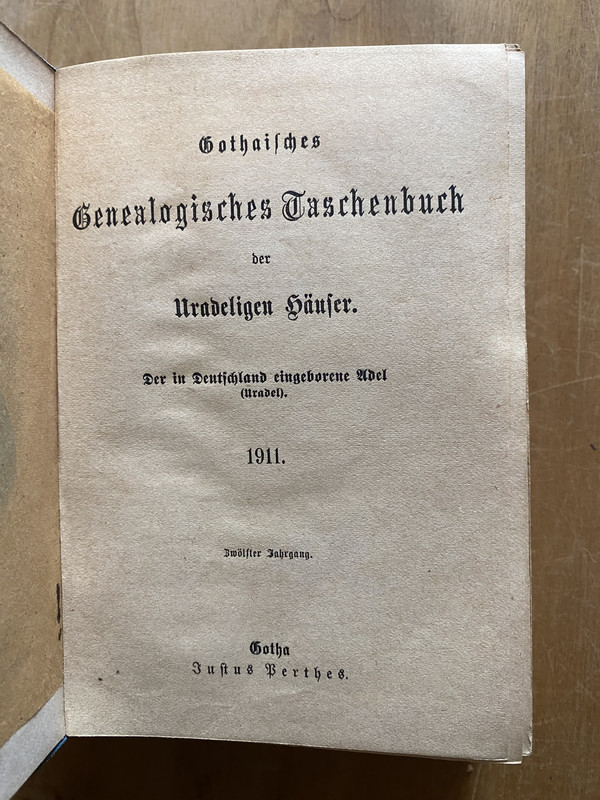 Gothaiſches
Genealogisches Taschenbuch
der
Uradeligen Häuſer.
Der in Deutſchland eingeborene Adel
(Uradel).
1911.
Zwölfter Jahrgang.
Gotha
Juſtus Perthes.